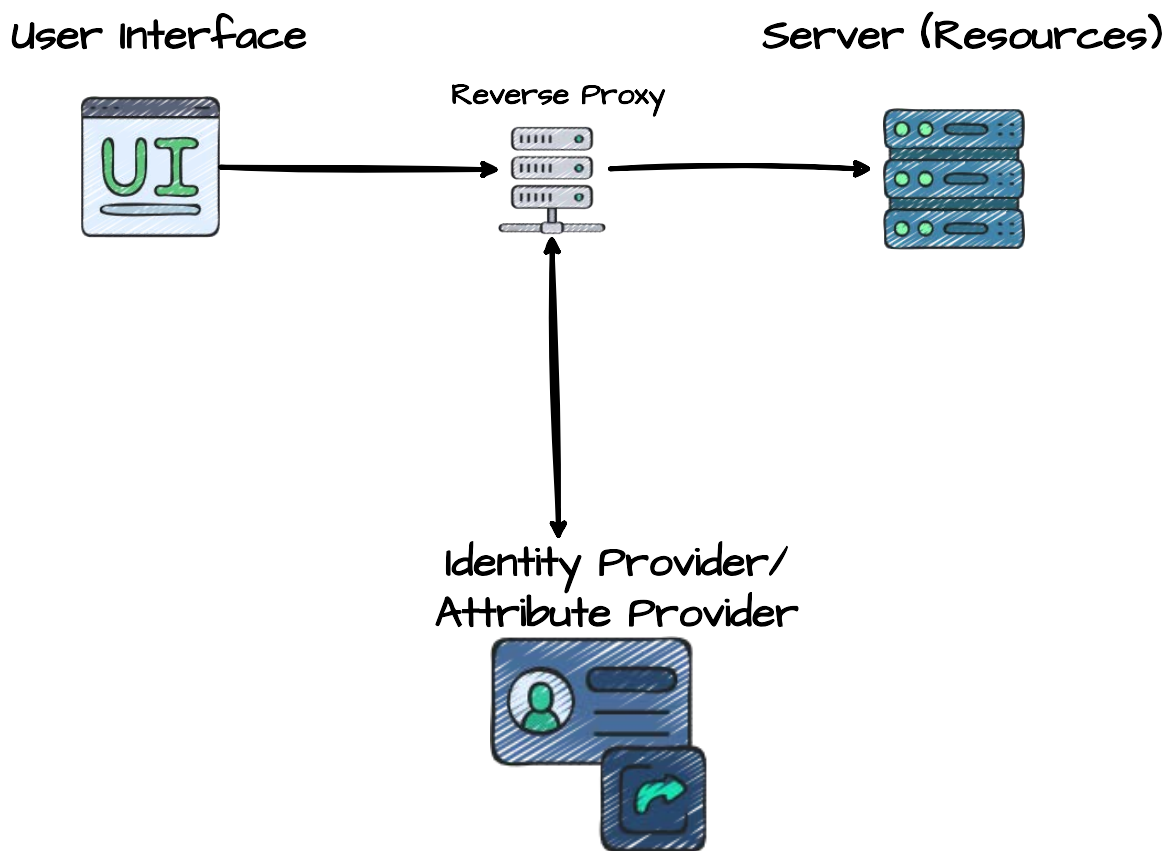 User Interface
Server (Resources)
Reverse Proxy
UI
Identity Provider/
Attribute Provider